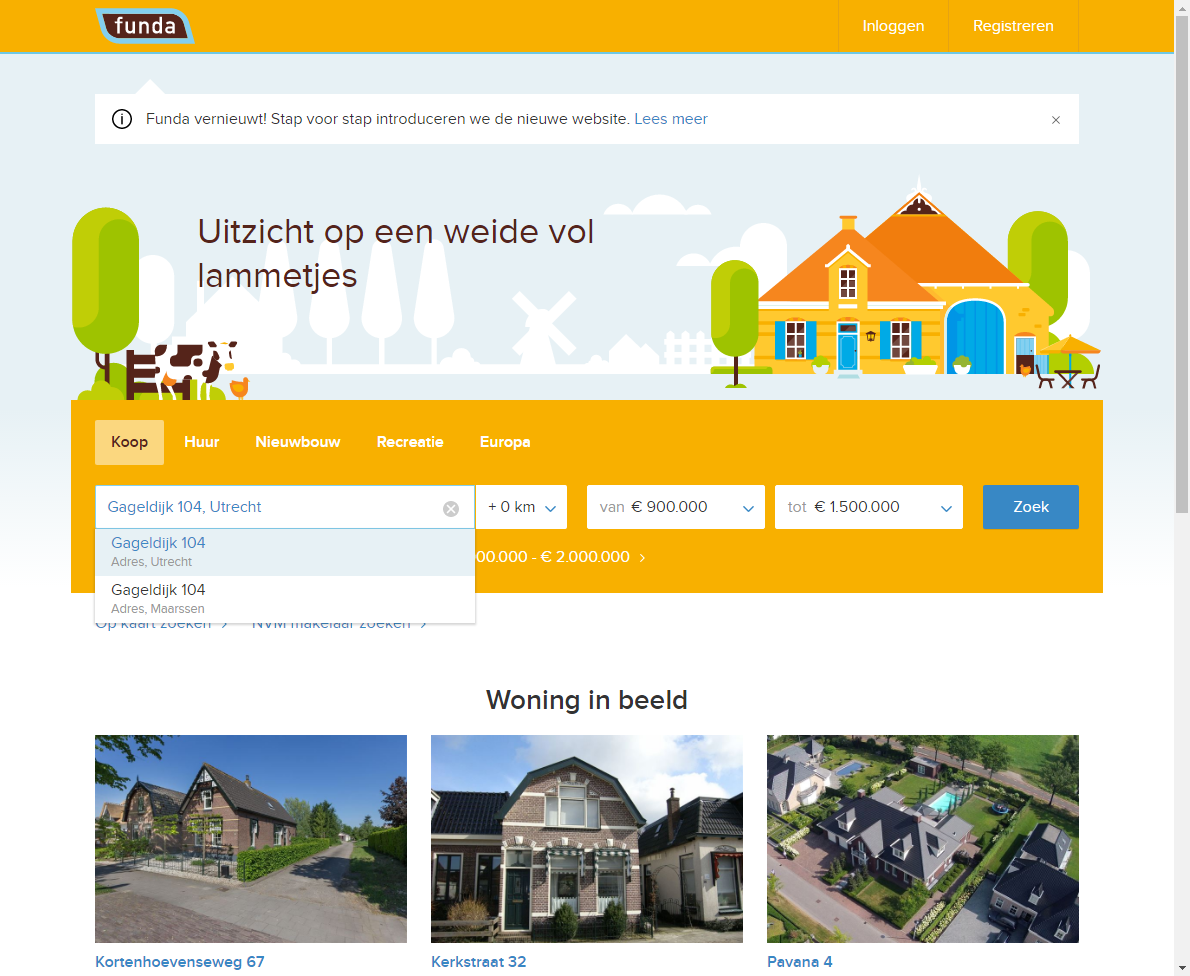 funda
Inloggen
Registreren
Funda vernieuwt! Stap voor stap introduceren we de nieuwe website. Lees meer
Uitzicht op een weide vol
lammetjes
Koop
Huur
Nieuwbouw
Recreatie
Europa
Gageldijk 104, Utrecht
+ 0 km
van € 900.000
tot € 1.500.000
Zoek
Gageldijk 104
Adres, Utrecht
00.000 - € 2.000.000
Gageldijk 104
Adres, Maarssen
Op kaart zoeken
NVM makelaar zoeken
Woning in beeld
Kortenhoevenseweg 67
Kerkstraat 32
Pavana 4